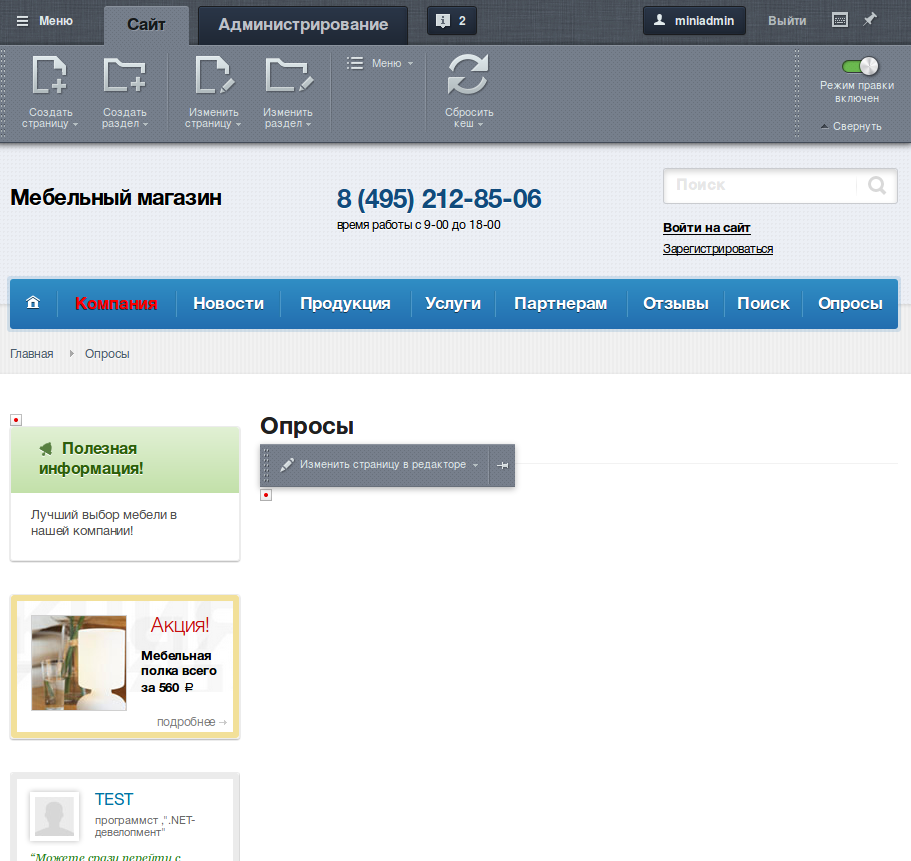 Меню
Сайт
Администрирование
2
miniadmin
Выйти
Создать страницу
Создать раздел
Изменить страницу
Изменить раздел
Меню
Сбросить кеш
Режим правки включен
Свернуть
Мебельный магазин
8 (495) 212-85-06
время работы с 9-00 до 18-00
Поиск
Войти на сайт
Зарегистрироваться
Компания Новости Продукция Услуги Партнерам Отзывы Поиск Опросы
Главная Опросы
Полезная
информация!
Лучший выбор мебели в
нашей компании!
Акция!
Мебельная
полка всего
за 560 ₽
подробнее →
TEST
программст ,".NET-
девелопмент"
“Можете сразу перейти с
Опросы
Изменить страницу в редакторе